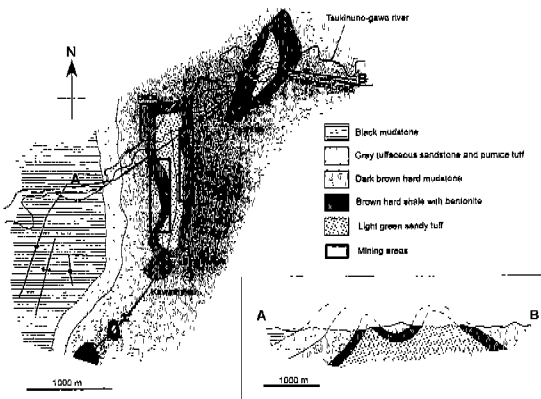 Tsukinuno-gawa river
N
B
A
Black mudstone
Gray tuffaceous sandstone and pumice tuff
Dark brown hard mudstone
Brown hard shale with bentonite
Light green sandy tuff
Mining areas
1000 m
A
B
1000 m